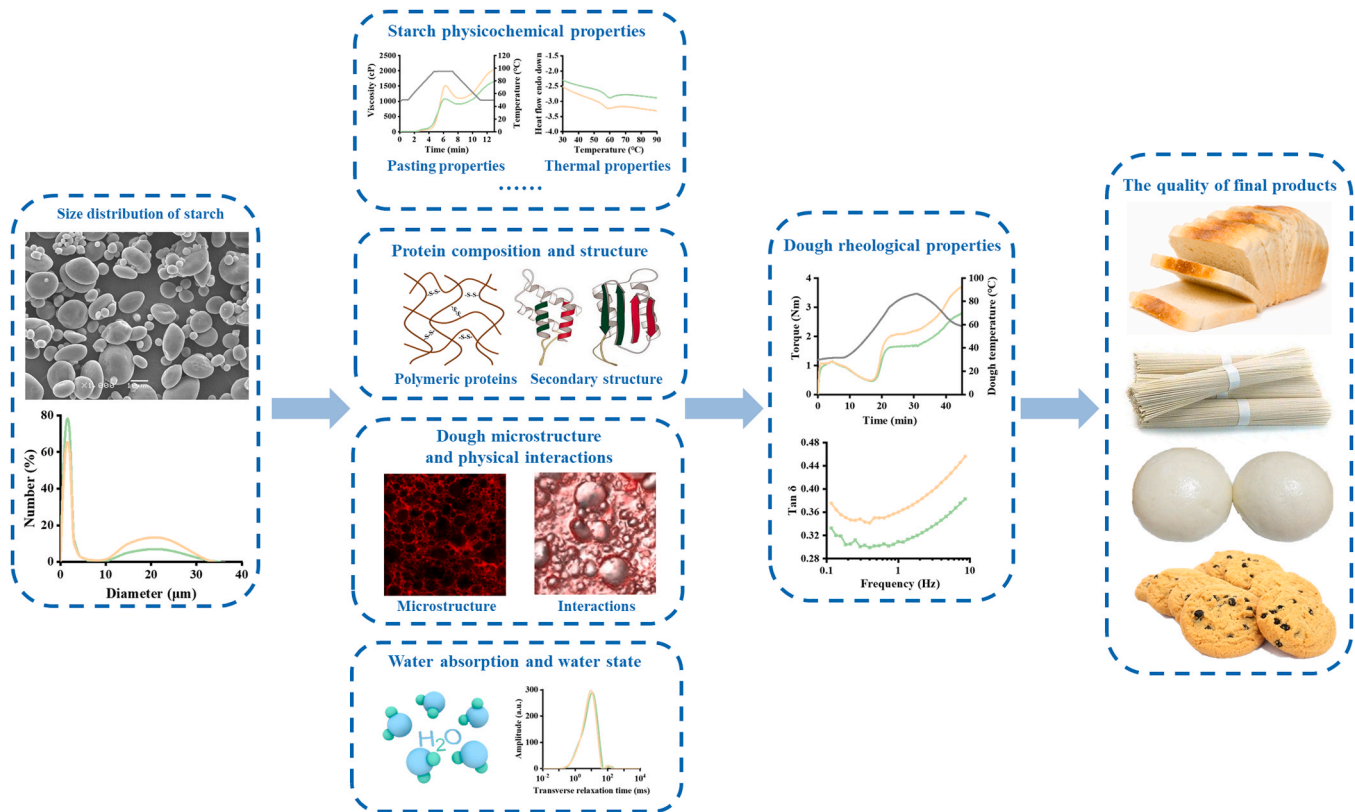 Size distribution of starch
X1,000 10μm
Number (%)
80
60
40
20
0
0 10 20 30 40
Diameter (μm)
Starch physicochemical properties
Viscosity (cP)
2500
2000
1500
1000
500
0
120
100
80
60
40
20
0
Temperature (°C)
0 2 4 6 8 10 12
Time (min)
Pasting properties
Heat flow endo down
-1.5
-2.0
-2.5
-3.0
-3.5
-4.0
30 40 50 60 70 80 90
Temperature (°C)
Thermal properties
......
Protein composition and structure
-S-S-
-S-S-
-S-S-
-S-S-
-S-S-
Polymeric proteins
Secondary structure
Dough microstructure
and physical interactions
Microstructure
Interactions
Water absorption and water state
H2O
Amplitude (a.u.)
300
200
100
0
10-2 100 102 104
Transverse relaxation time (ms)
Dough rheological properties
Torque (Nm)
4
3
2
1
0
100
80
60
40
20
0
Dough temperature (°C)
0 10 20 30 40
Time (min)
Tan δ
0.48
0.44
0.40
0.36
0.32
0.28
0.1 1 10
Frequency (Hz)
The quality of final products